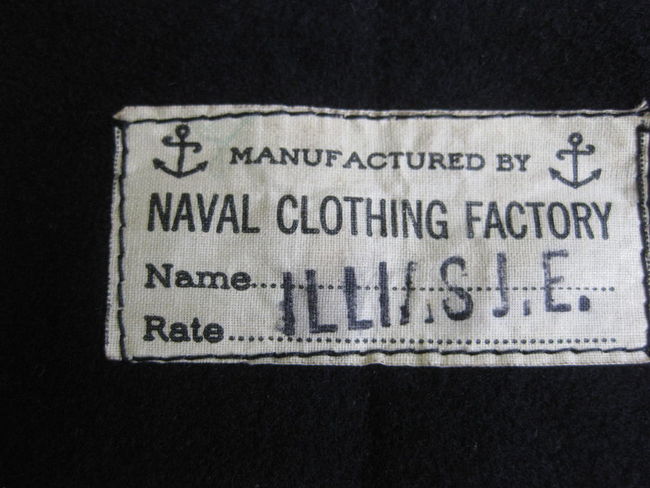 MANUFACTURED BY
NAVAL CLOTHING FACTORY
Name
Rate
J.E.